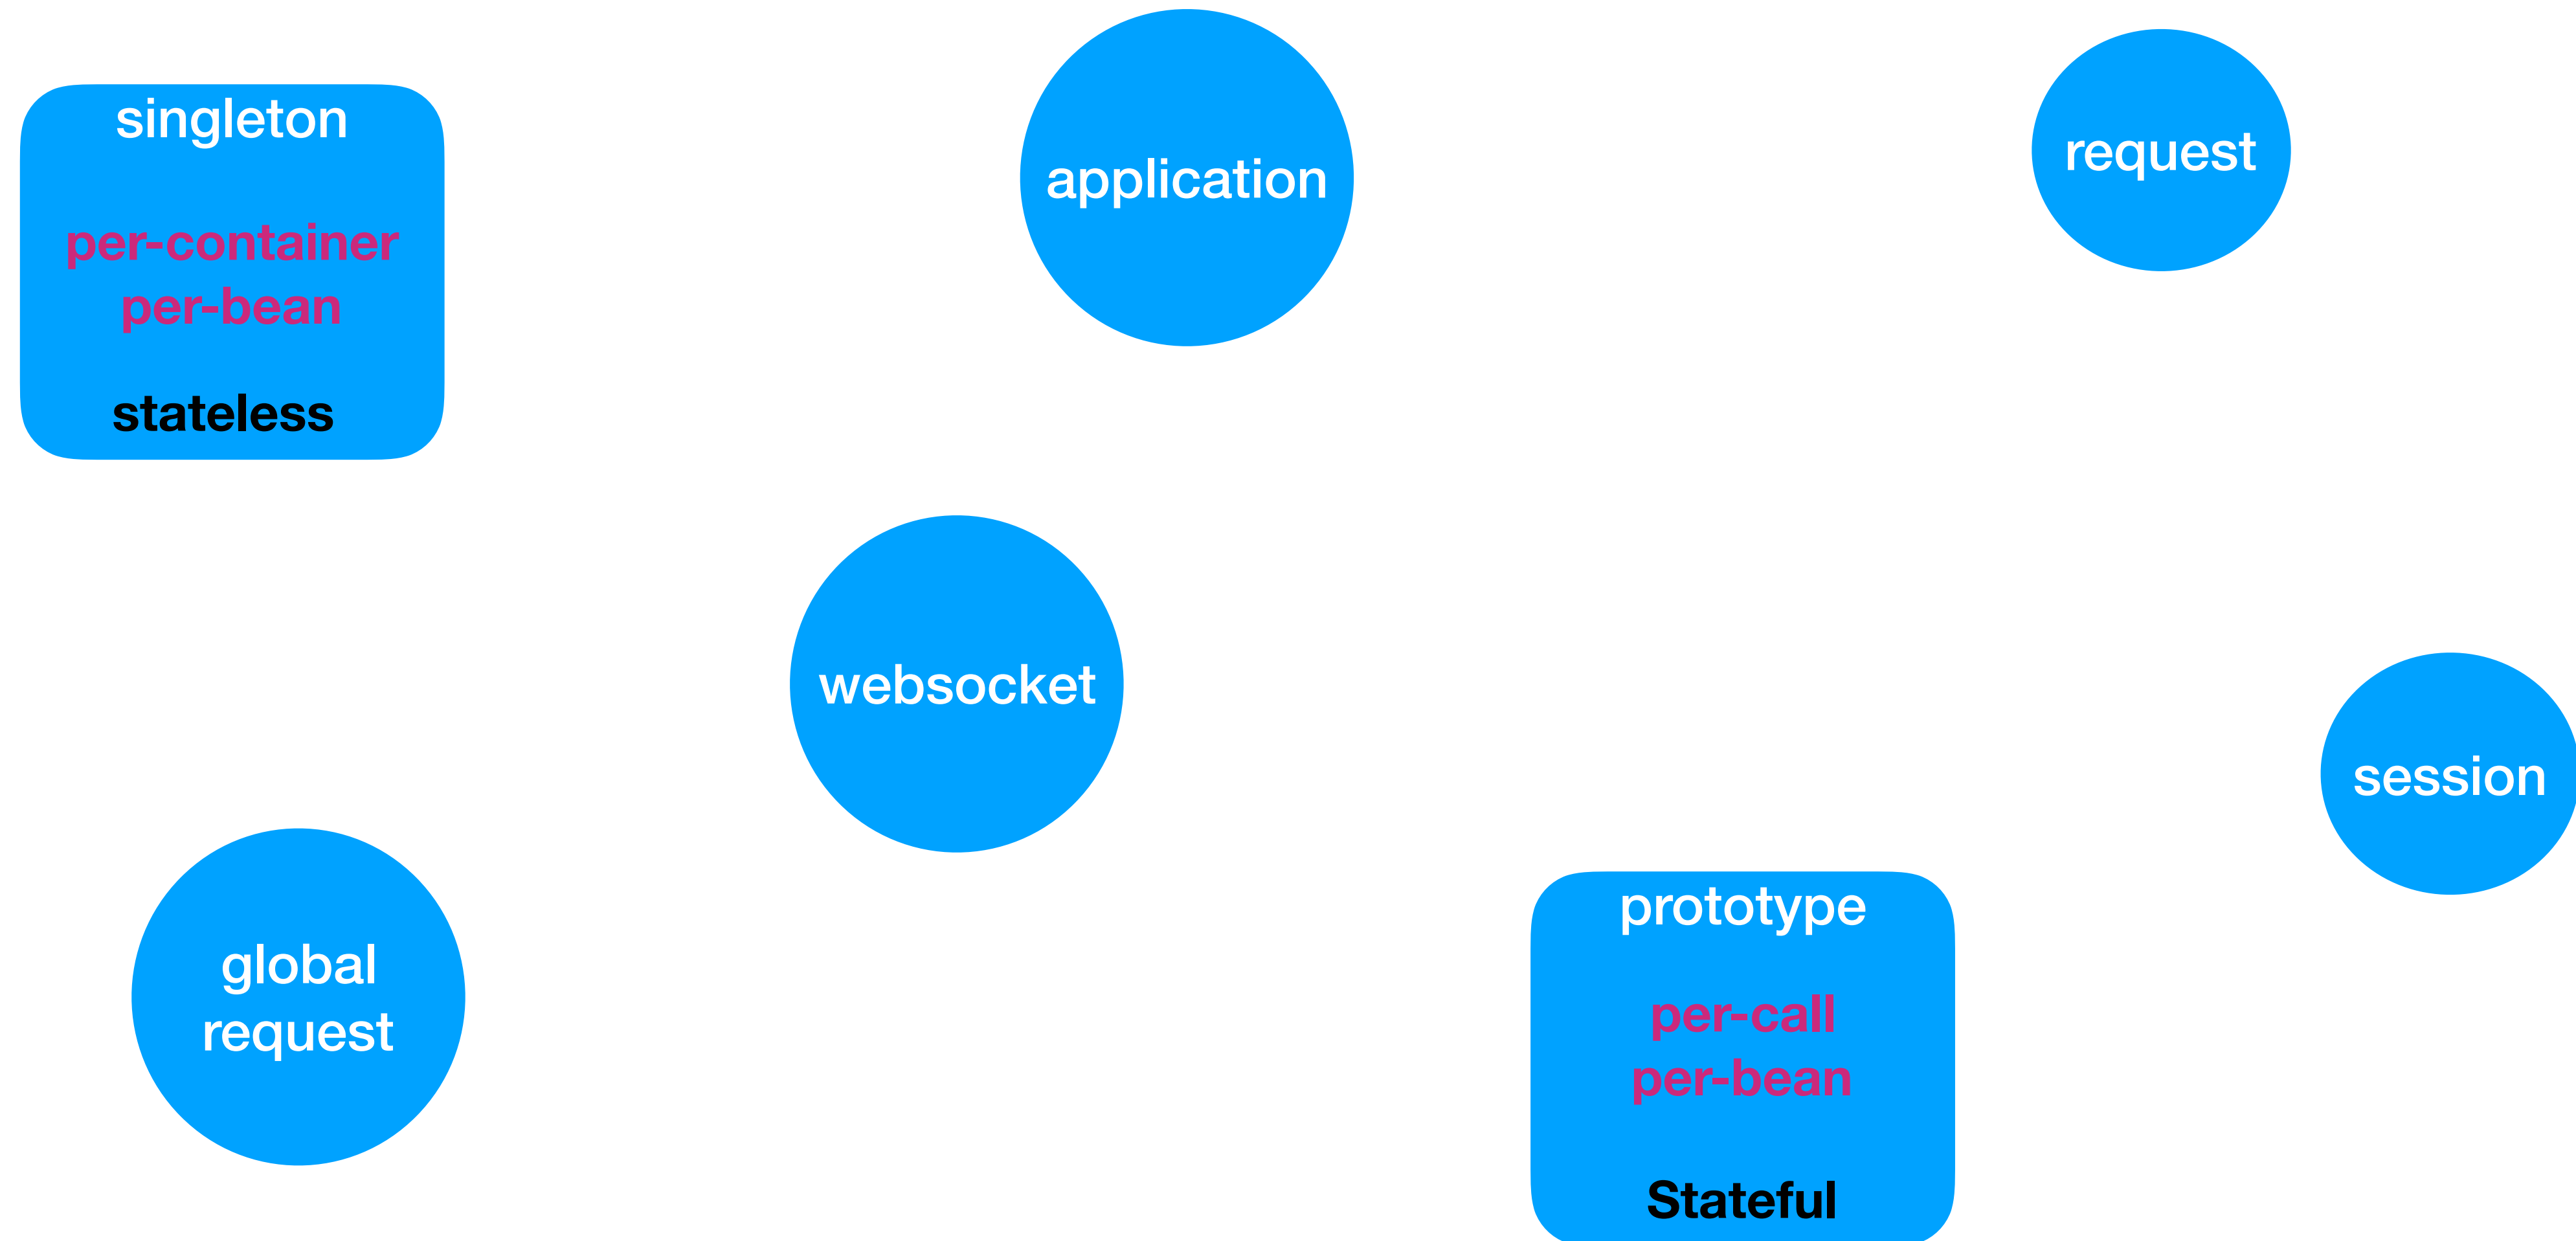 singleton
per-container
per-bean
stateless
application
request
websocket
session
global
request
prototype
per-call
per-bean
Stateful